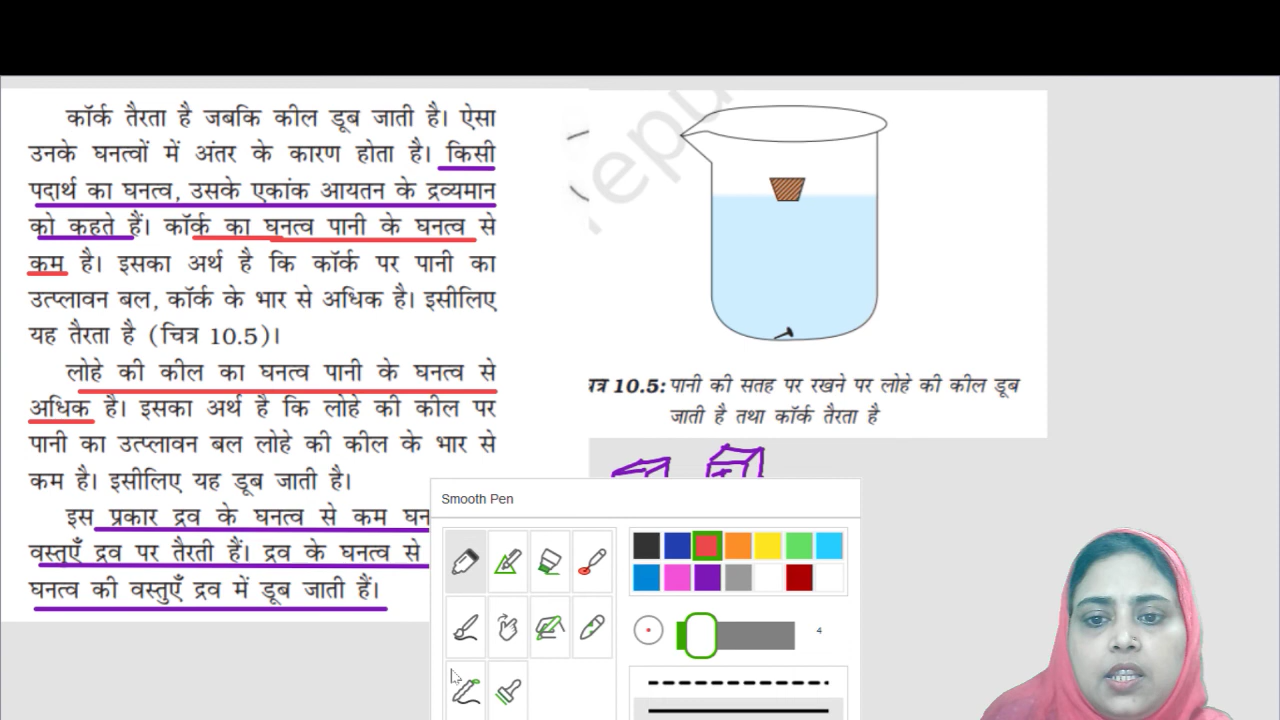 कॉर्क तैरता है जबकि कील डूब जाती है। ऐसा
उनके घनत्वों में अंतर के कारण होता है। किसी
पदार्थ का घनत्व, उसके एकांक आयतन के द्रव्यमान
को कहते हैं। कॉर्क का घनत्व पानी के घनत्व से
कम है। इसका अर्थ है कि कॉर्क पर पानी का
उत्प्लावन बल, कॉर्क के भार से अधिक है। इसीलिए
यह तैरता है (चित्र 10.5)।
लोहे की कील का घनत्व पानी के घनत्व से
अधिक है। इसका अर्थ है कि लोहे की कील पर
पानी का उत्प्लावन बल लोहे की कील के भार से
कम है। इसीलिए यह डूब जाती है।
इस प्रकार द्रव के घनत्व से कम
वस्तुएँ द्रव पर तैरती हैं। द्रव के घनत्व से
घनत्व की वस्तुएँ द्रव में डूब जाती हैं।
epu
10.5: पानी की सतह पर रखने पर लोहे की कील डूब
जाती है तथा कॉर्क तैरता है
Smooth Pen
4